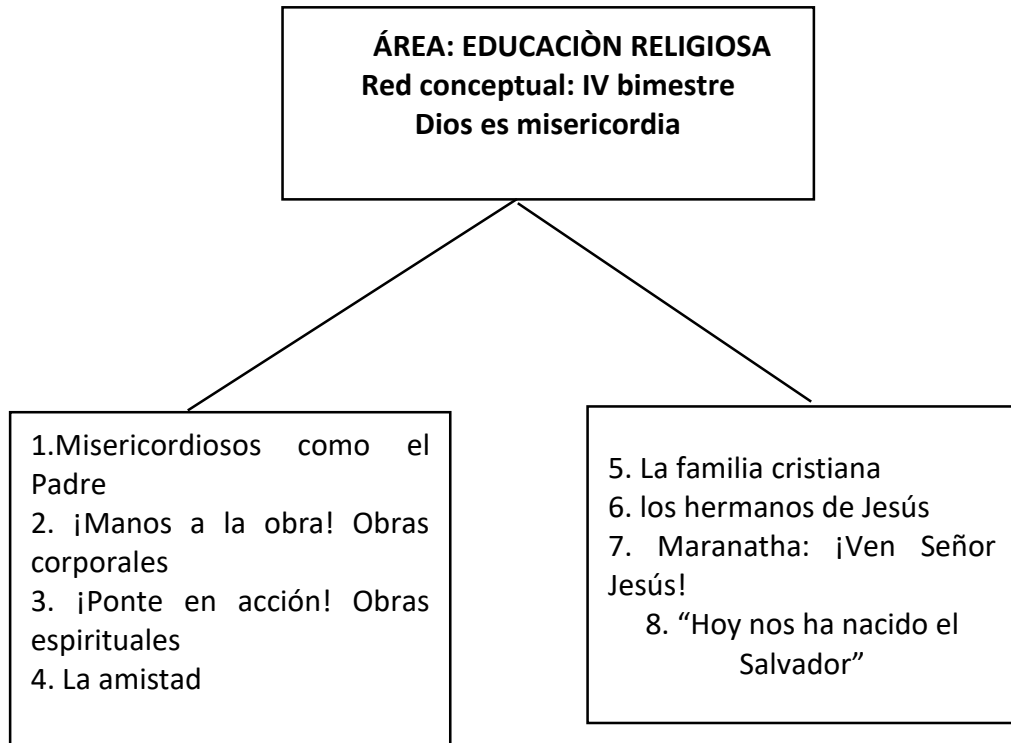 ÁREA: EDUCACIÒN RELIGIOSA
Red conceptual: IV bimestre
Dios es misericordia
1.Misericordiosos como el
Padre
2. ¡Manos a la obra! Obras
corporales
3. ¡Ponte en acción! Obras
espirituales
4. La amistad
5. La familia cristiana
6. los hermanos de Jesús
7. Maranatha: ¡Ven Señor
Jesús!
8. “Hoy nos ha nacido el
Salvador”